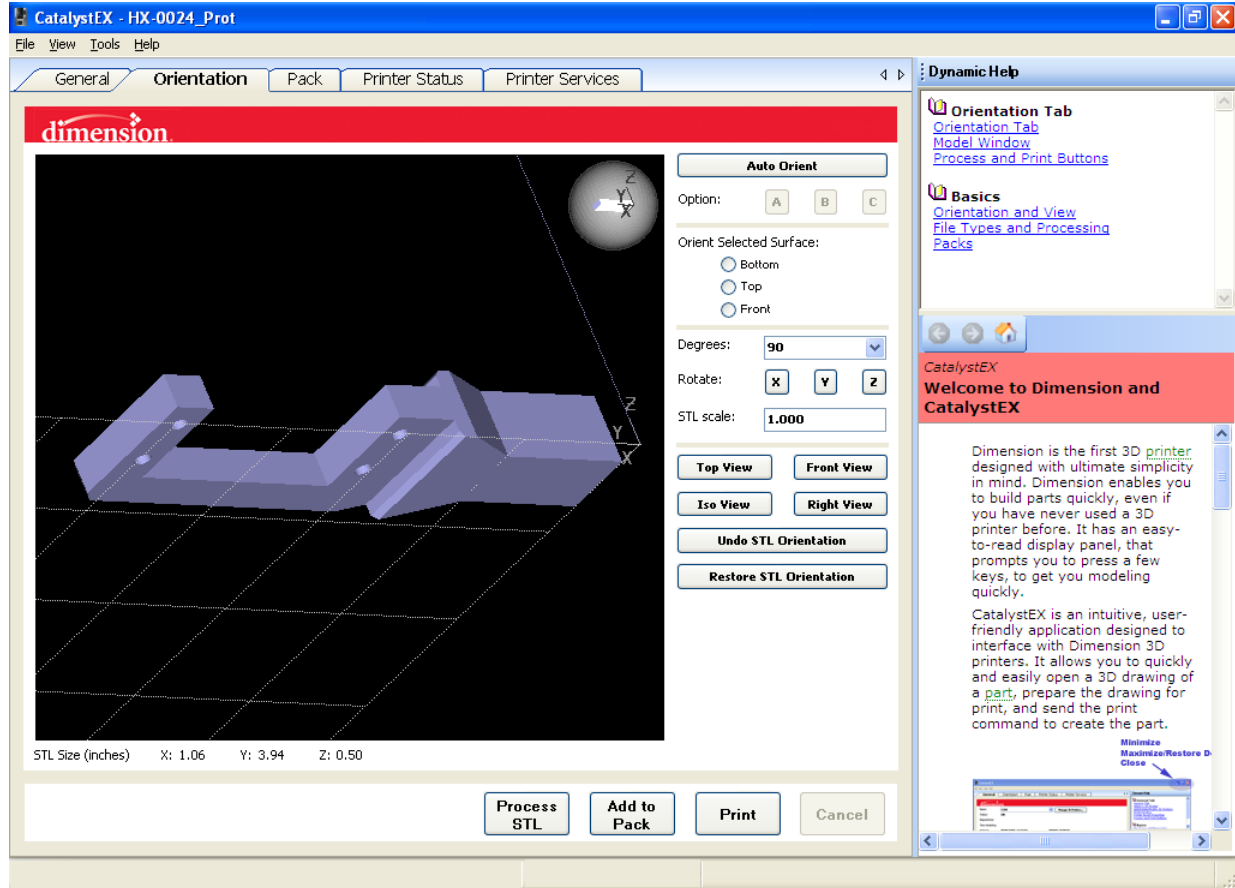 CatalystEX - HX-0024_Prot
File View Tools Help
General Orientation Pack Printer Status Printer Services
dimension
Z
Y
X
Z
Y
X
Auto Orient
Option: A B C
Orient Selected Surface:
Bottom
Top
Front
Degrees: 90
Rotate: X Y Z
STL scale: 1.000
Top View Front View
Iso View Right View
Undo STL Orientation
Restore STL Orientation
STL Size (inches) X: 1.06 Y: 3.94 Z: 0.50
Process STL
Add to Pack
Print
Cancel
Dynamic Help
Orientation Tab
Orientation Tab
Model Window
Process and Print Buttons
Basics
Orientation and View
File Types and Processing
Packs
CatalystEX
Welcome to Dimension and
CatalystEX
Dimension is the first 3D printer
designed with ultimate simplicity
in mind. Dimension enables you
to build parts quickly, even if
you have never used a 3D
printer before. It has an easy-
to-read display panel, that
prompts you to press a few
keys, to get you modeling
quickly.
CatalystEX is an intuitive, user-
friendly application designed to
interface with Dimension 3D
printers. It allows you to quickly
and easily open a 3D drawing of
a part, prepare the drawing for
print, and send the print
command to create the part.
Minimize
Maximize/Restore D
Close